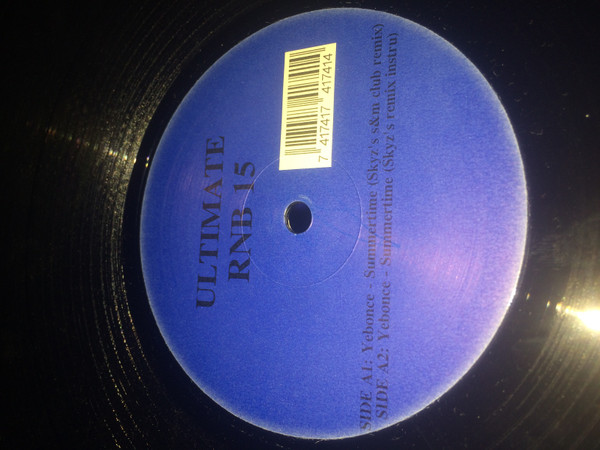 ULTIMATE
RNB 15
7 417417 417414
SIDE A1: Yebonce - Summertime (Skyz's s&m club remix)
SIDE A2: Yebonce - Summertime (Skyz's remix instru)